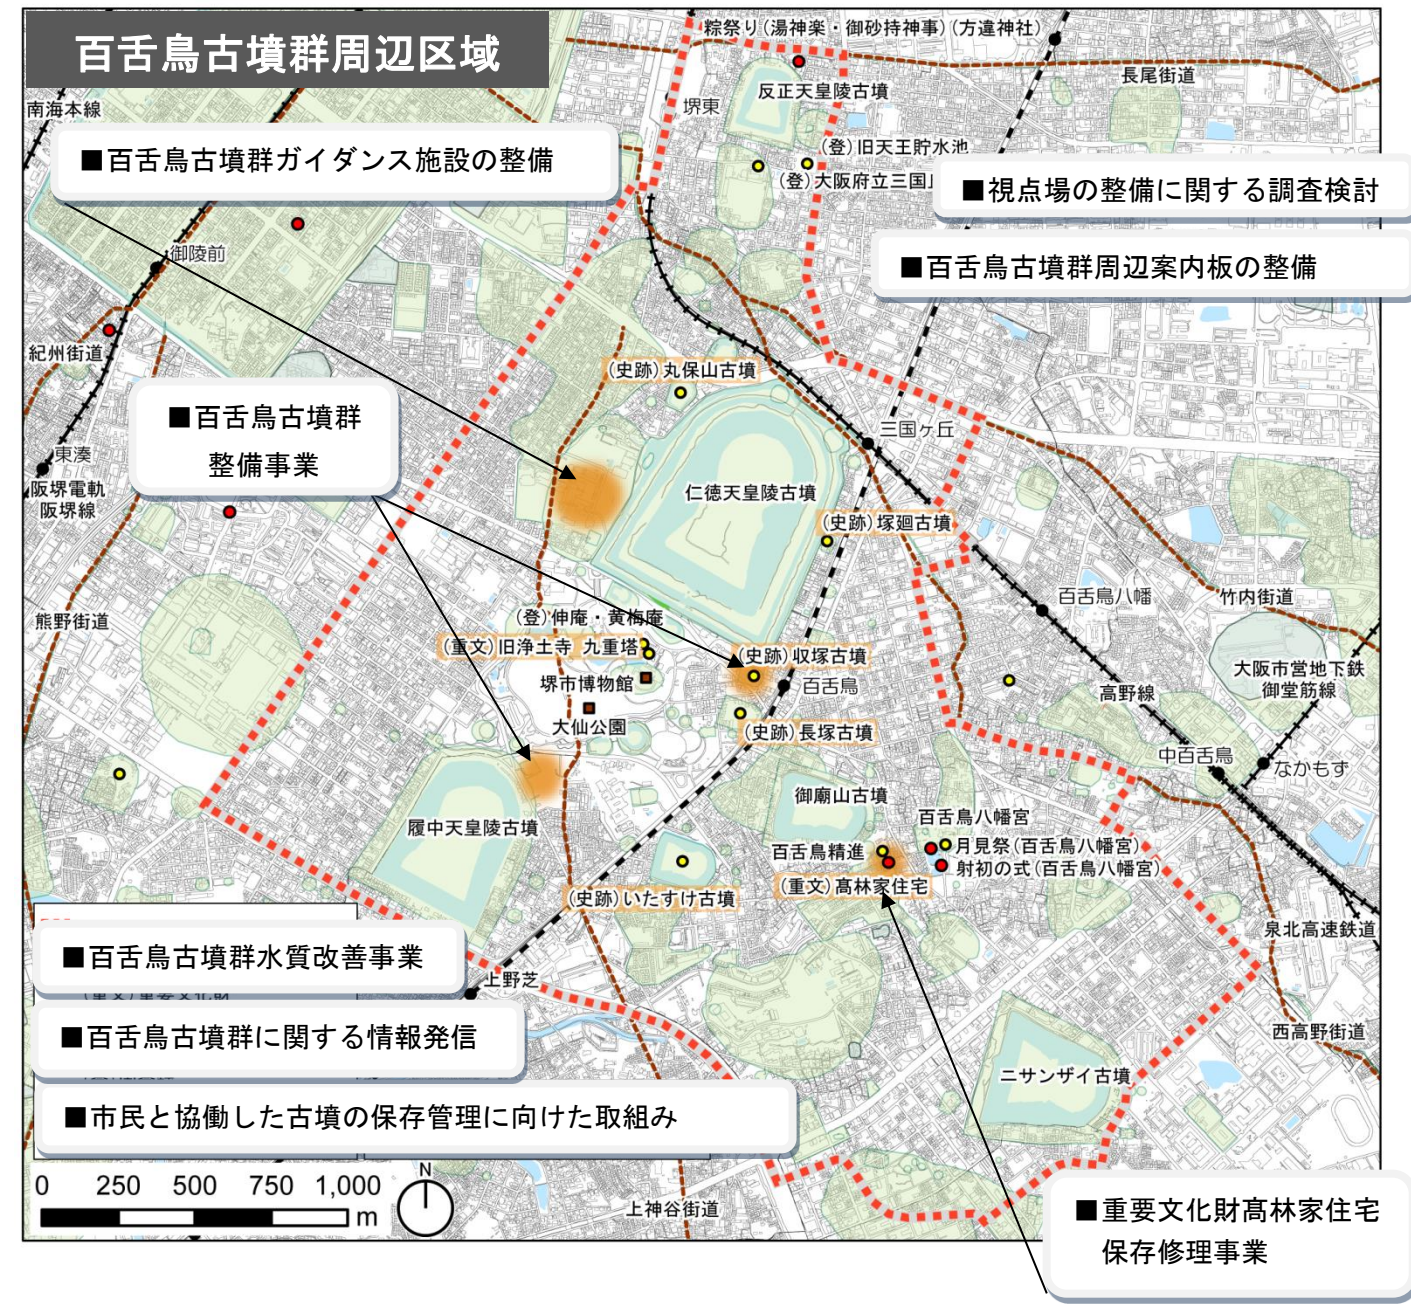 百舌鳥古墳群周辺区域
粽祭り(湯神楽・御砂持神事)(方違神社)
長尾街道
反正天皇陵古墳
堺東
南海本線
■百舌鳥古墳群ガイダンス施設の整備
(登)旧天王貯水池
(登)大阪府立三国
■視点場の整備に関する調査検討
■百舌鳥古墳群周辺案内板の整備
御陵前
紀州街道
(史跡)丸保山古墳
■百舌鳥古墳群
整備事業
三国ヶ丘
東湊
阪堺電軌
阪堺線
仁徳天皇陵古墳
(史跡)塚廻古墳
百舌鳥八幡
竹内街道
熊野街道
(登)伸庵・黄梅庵
(重文)旧浄土寺 九重塔
(史跡)収塚古墳
大阪市営地下鉄
御堂筋線
堺市博物館
百舌鳥
高野線
大仙公園
(史跡)長塚古墳
中百舌鳥
なかもず
御廟山古墳
百舌鳥八幡宮
履中天皇陵古墳
百舌鳥精進
月見祭(百舌鳥八幡宮)
射初の式(百舌鳥八幡宮)
(重文)髙林家住宅
(史跡)いたすけ古墳
泉北高速鉄道
■百舌鳥古墳群水質改善事業
上野芝
(重文)重要文化財
■百舌鳥古墳群に関する情報発信
西高野街道
ニサンザイ古墳
■市民と協働した古墳の保存管理に向けた取組み
0 250 500 750 1,000
m
N
上神谷街道
■重要文化財髙林家住宅
保存修理事業